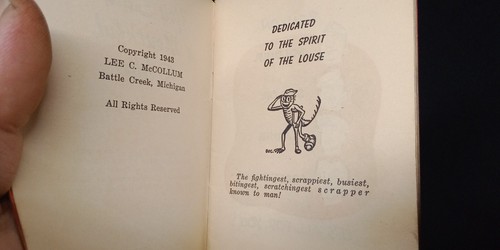 Copyright 1943
LEE C. McCOLLUM
Battle Creek, Michigan
All Rights Reserved
DEDICATED
TO THE SPIRIT
OF THE LOUSE
The fightingest, scrappiest, busiest,
bitingest, scratchingest scrapper
known to man!